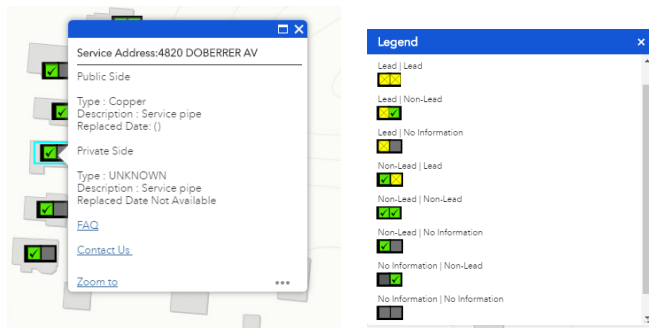 Service Address:4820 DOBERRER AV
Public Side
Type : Copper
Description : Service pipe
Replaced Date: ()
Private Side
Type : UNKNOWN
Description : Service pipe
Replaced Date Not Available
FAQ
Contact Us
Zoom to
Legend
Lead | Lead
Lead | Non-Lead
Lead | No Information
Non-Lead | Lead
Non-Lead | Non-Lead
Non-Lead | No Information
No Information | Non-Lead
No Information | No Information